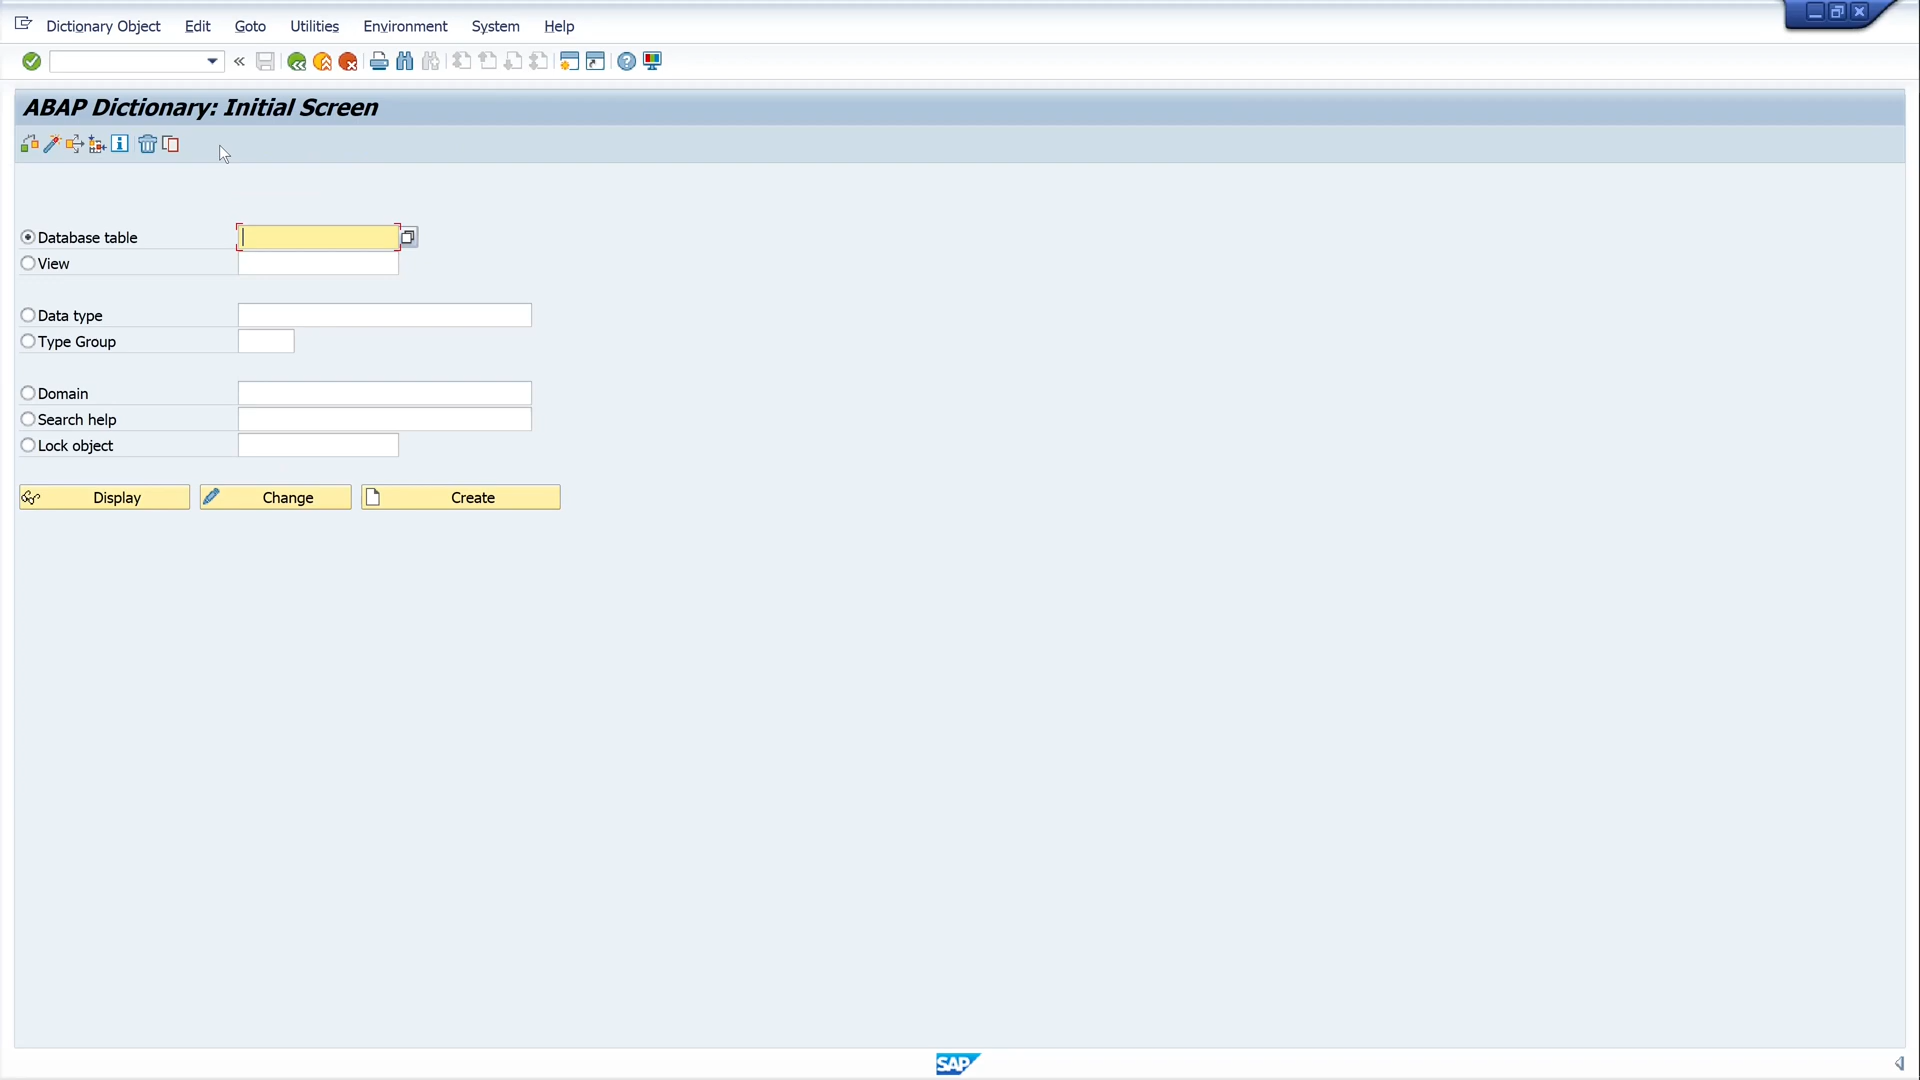 Dictionary Object Edit Goto Utilities Environment System Help
ABAP Dictionary: Initial Screen
Database table
View
Data type
Type Group
Domain
Search help
Lock object
Display Change Create
SAP